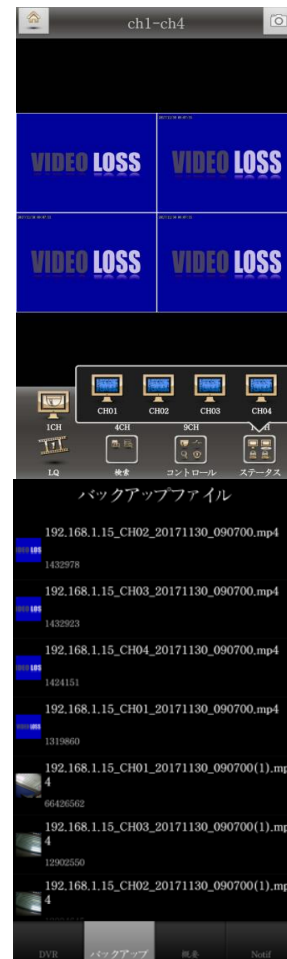 ch1-ch4
VIDEO LOSS
VIDEO LOSS
VIDEO LOSS
VIDEO LOSS
CH01 CH02 CH03 CH04
1CH 4CH 9CH
I.Q 検索 コントロール ステータス
バックアップファイル
192.168.1.15_CH02_20171130_090700.mp4
1432978
192.168.1.15_CH03_20171130_090700.mp4
1432923
192.168.1.15_CH04_20171130_090700.mp4
1424151
192.168.1.15_CH01_20171130_090700.mp4
1319860
192.168.1.15_CH01_20171130_090700(1).mp
4
66426562
192.168.1.15_CH03_20171130_090700(1).mp
4
12902550
192.168.1.15_CH02_20171130_090700(1).mp
4
DVR バックアップ 概要 Notif